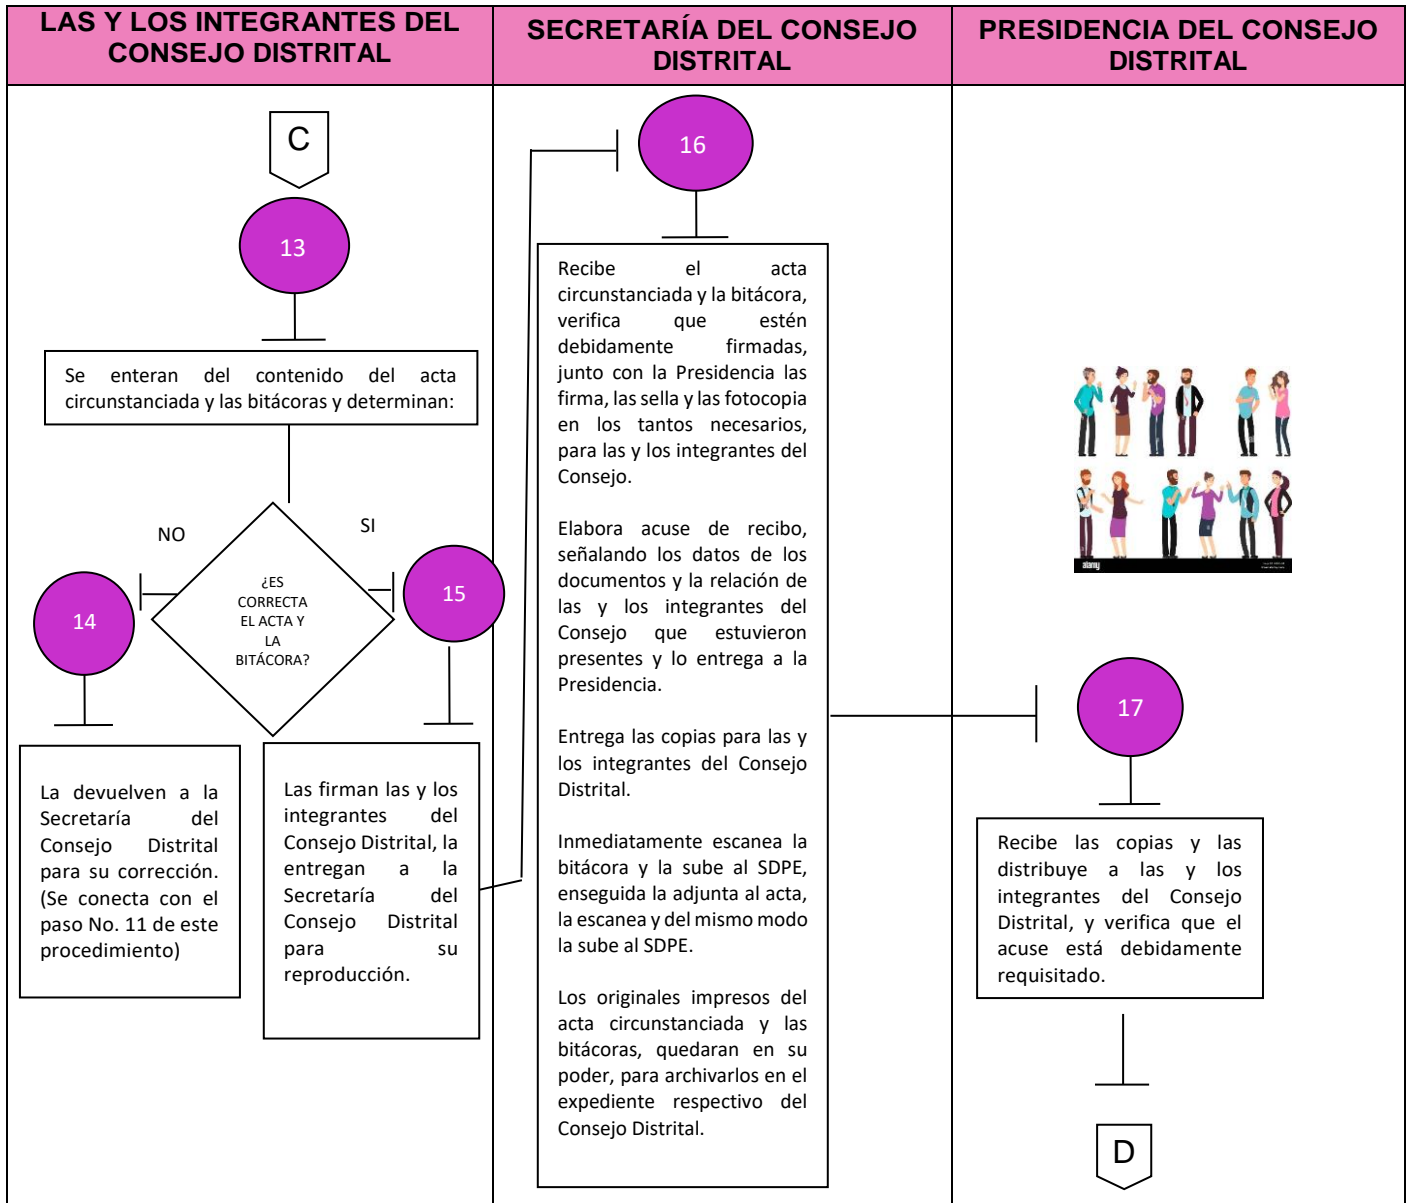 LAS Y LOS INTEGRANTES DEL
CONSEJO DISTRITAL
SECRETARÍA DEL CONSEJO
DISTRITAL
PRESIDENCIA DEL CONSEJO
DISTRITAL
C
13
Se enteran del contenido del acta
circunstanciada y las bitácoras y determinan:
NO
SI
¿ES
CORRECTA
EL ACTA Y
LA
BITÁCORA?
14
15
La devuelven a la
Secretaría del
Consejo Distrital
para su corrección.
(Se conecta con el
paso No. 11 de este
procedimiento)
Las firman las y los
integrantes del
Consejo Distrital, la
entregan a la
Secretaría del
Consejo Distrital
para su
reproducción.
16
Recibe el acta
circunstanciada y la bitácora,
verifica que estén
debidamente firmadas,
junto con la Presidencia las
firma, las sella y las fotocopia
en los tantos necesarios,
para las y los integrantes del
Consejo.
Elabora acuse de recibo,
señalando los datos de los
documentos y la relación de
las y los integrantes del
Consejo que estuvieron
presentes y lo entrega a la
Presidencia.
Entrega las copias para las y
los integrantes del Consejo
Distrital.
Inmediatamente escanea la
bitácora y la sube al SDPE,
enseguida la adjunta al acta,
la escanea y del mismo modo
la sube al SDPE.
Los originales impresos del
acta circunstanciada y las
bitácoras, quedaran en su
poder, para archivarlos en el
expediente respectivo del
Consejo Distrital.
alamy
17
Recibe las copias y las
distribuye a las y los
integrantes del Consejo
Distrital, y verifica que el
acuse está debidamente
requisitado.
D